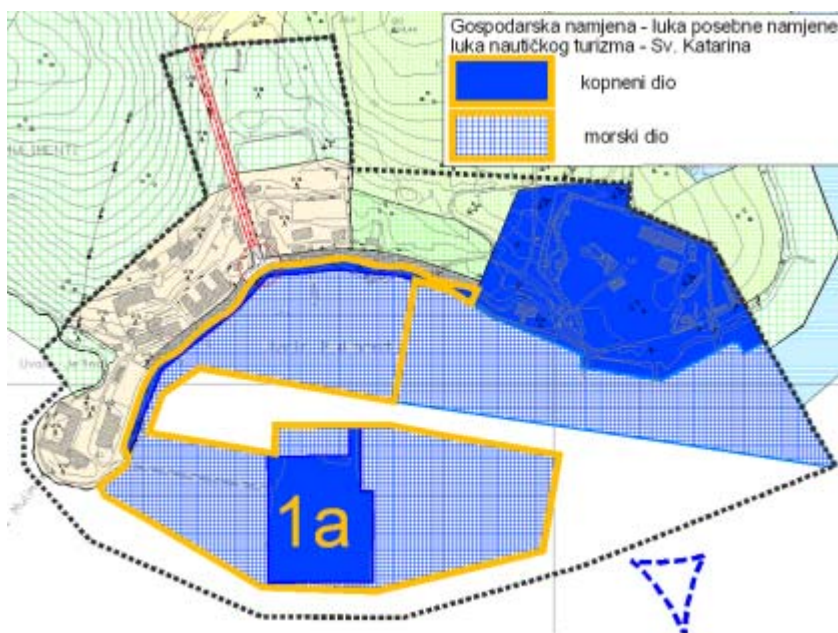 Gospodarska namjena - luka posebne namjene
luka nautičkog turizma - Sv. Katarina
kopneni dio
morski dio
1a